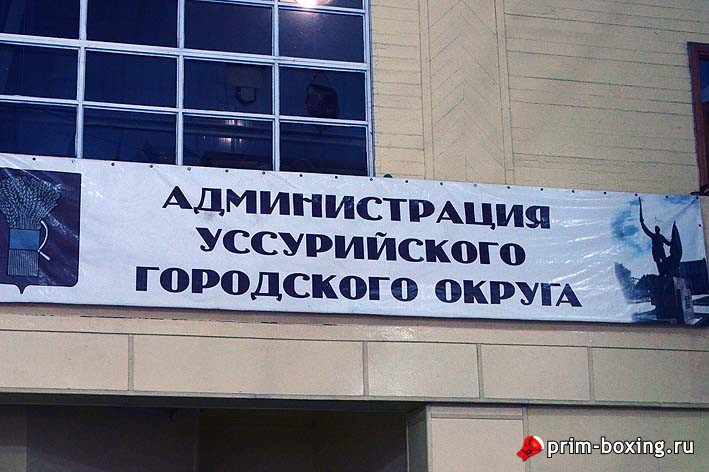 АДМИНИСТРАЦИЯ
УССУРИЙСКОГО
ГОРОДСКОГО ОКРУГА
prim-boxing.ru